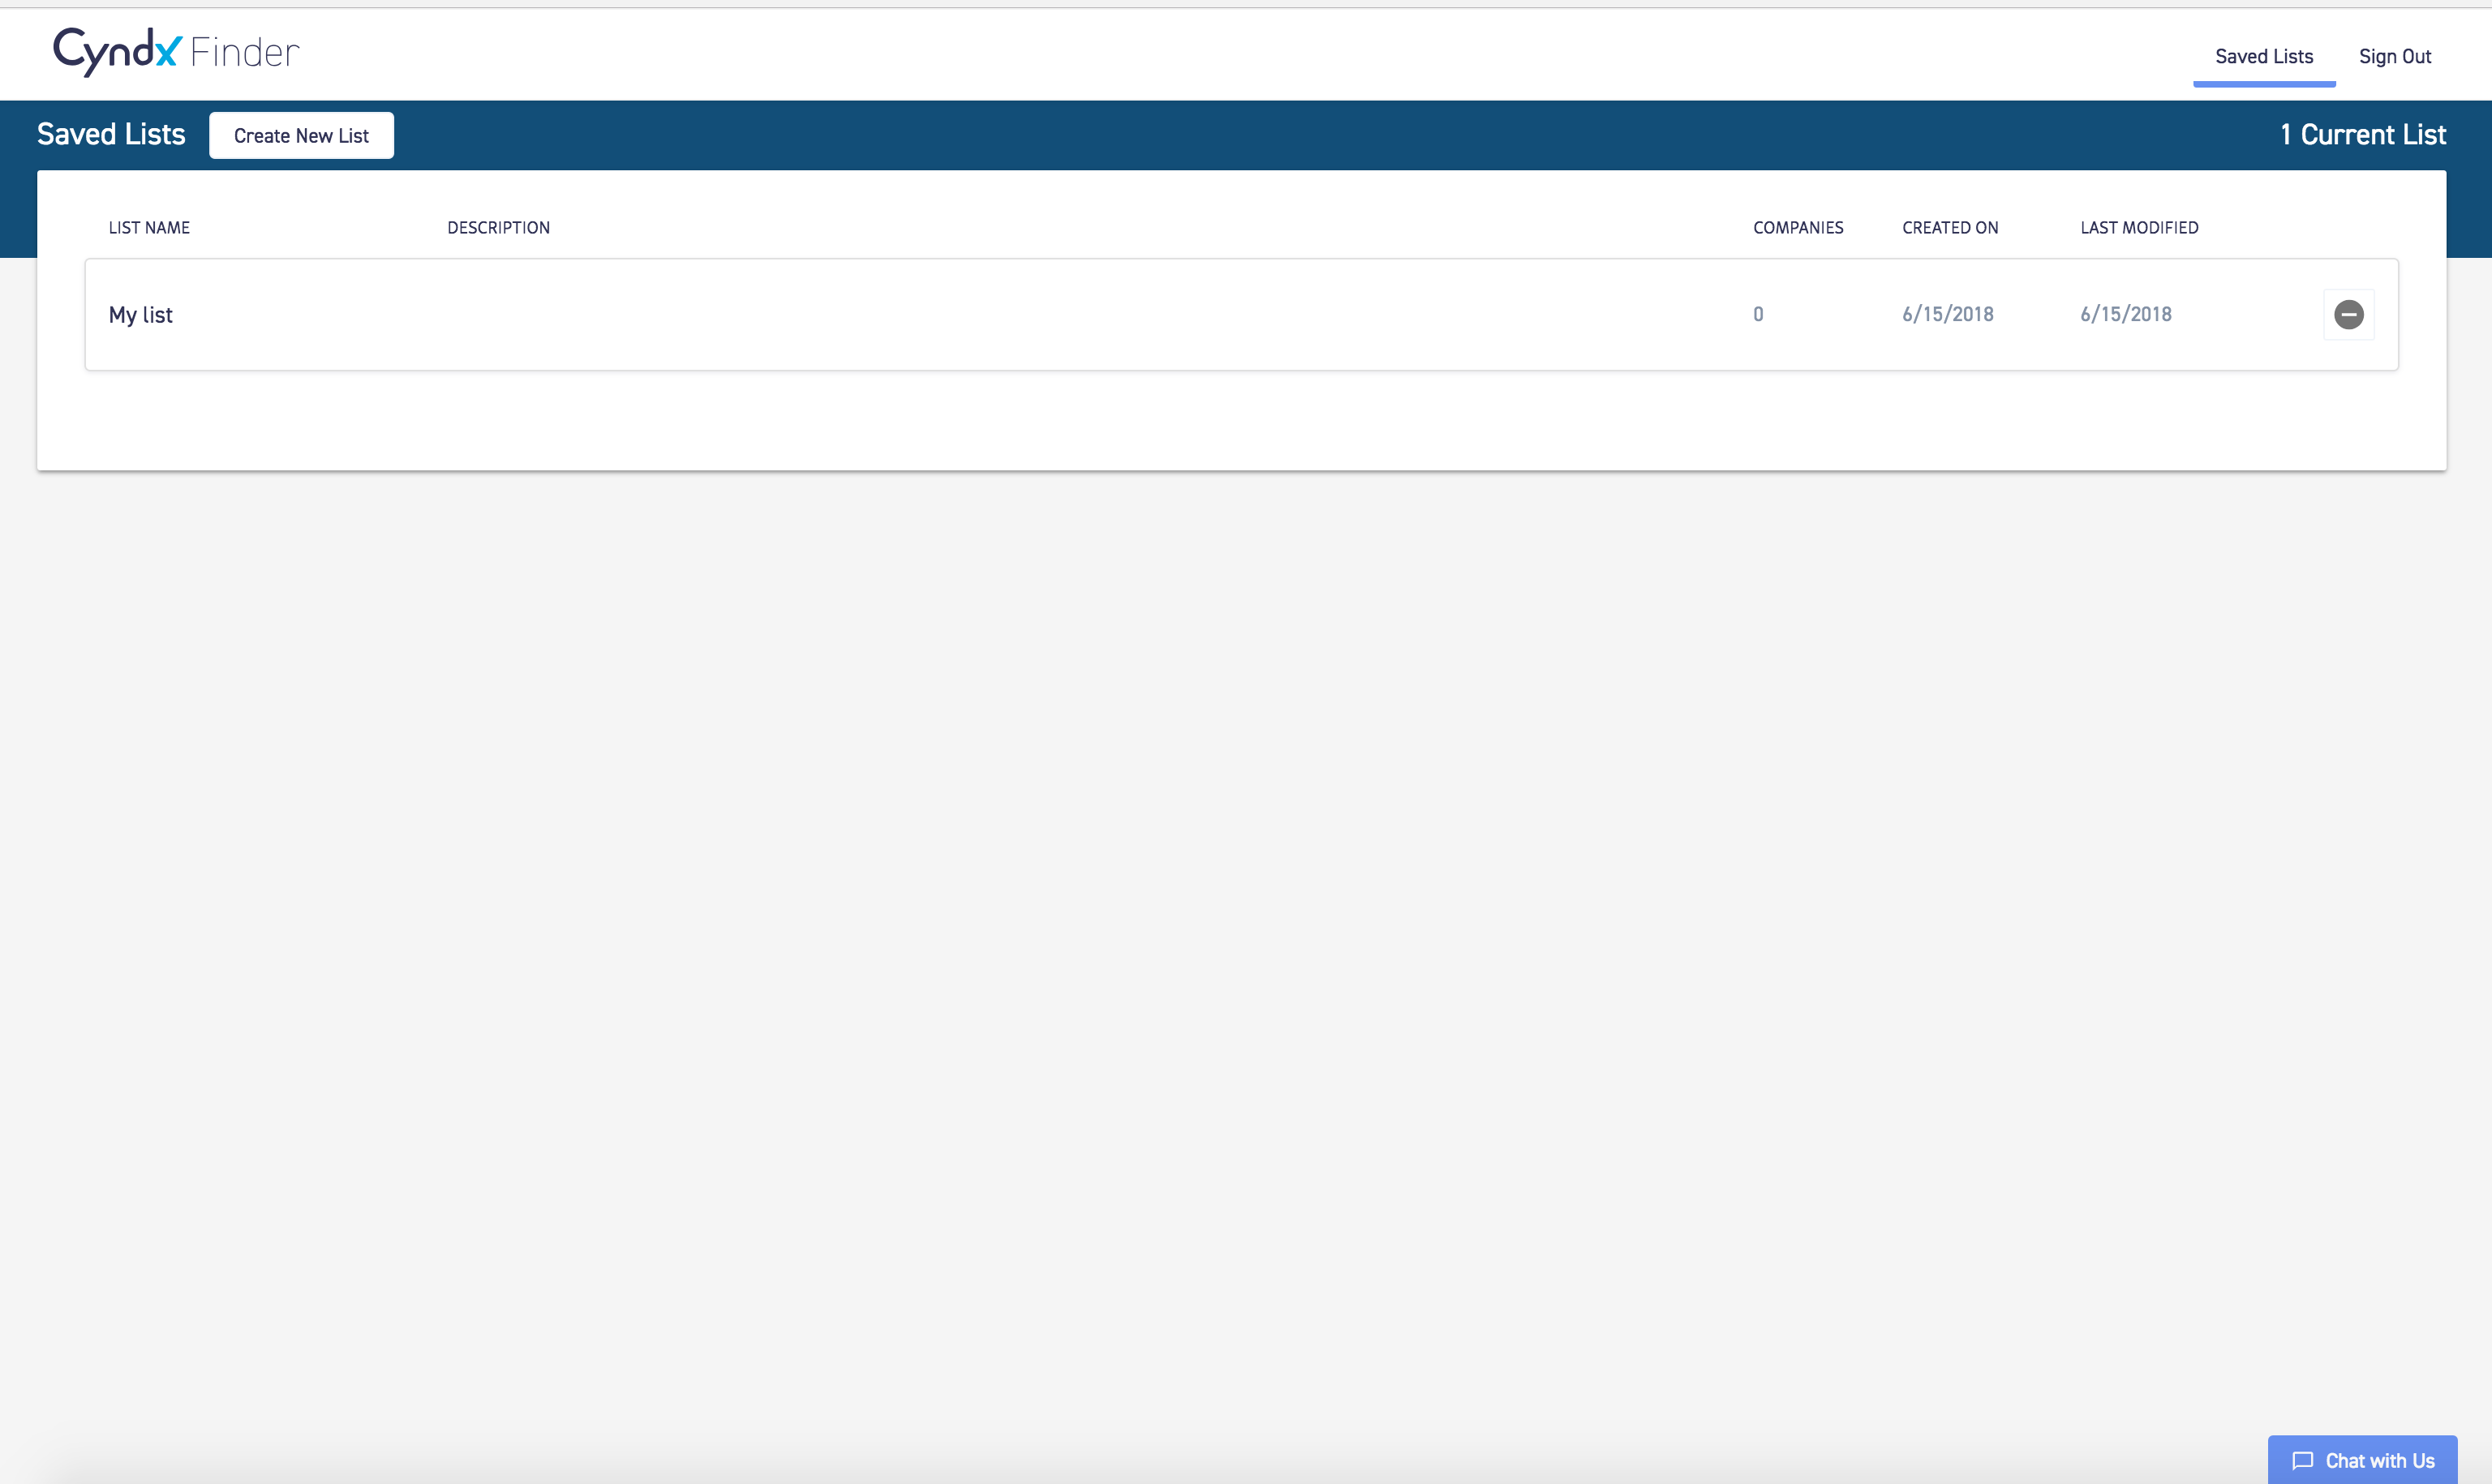 Cyndx Finder
Saved Lists Sign Out
Saved Lists Create New List 1 Current List
LIST NAME DESCRIPTION COMPANIES CREATED ON LAST MODIFIED
My list 0 6/15/2018 6/15/2018
Chat with Us